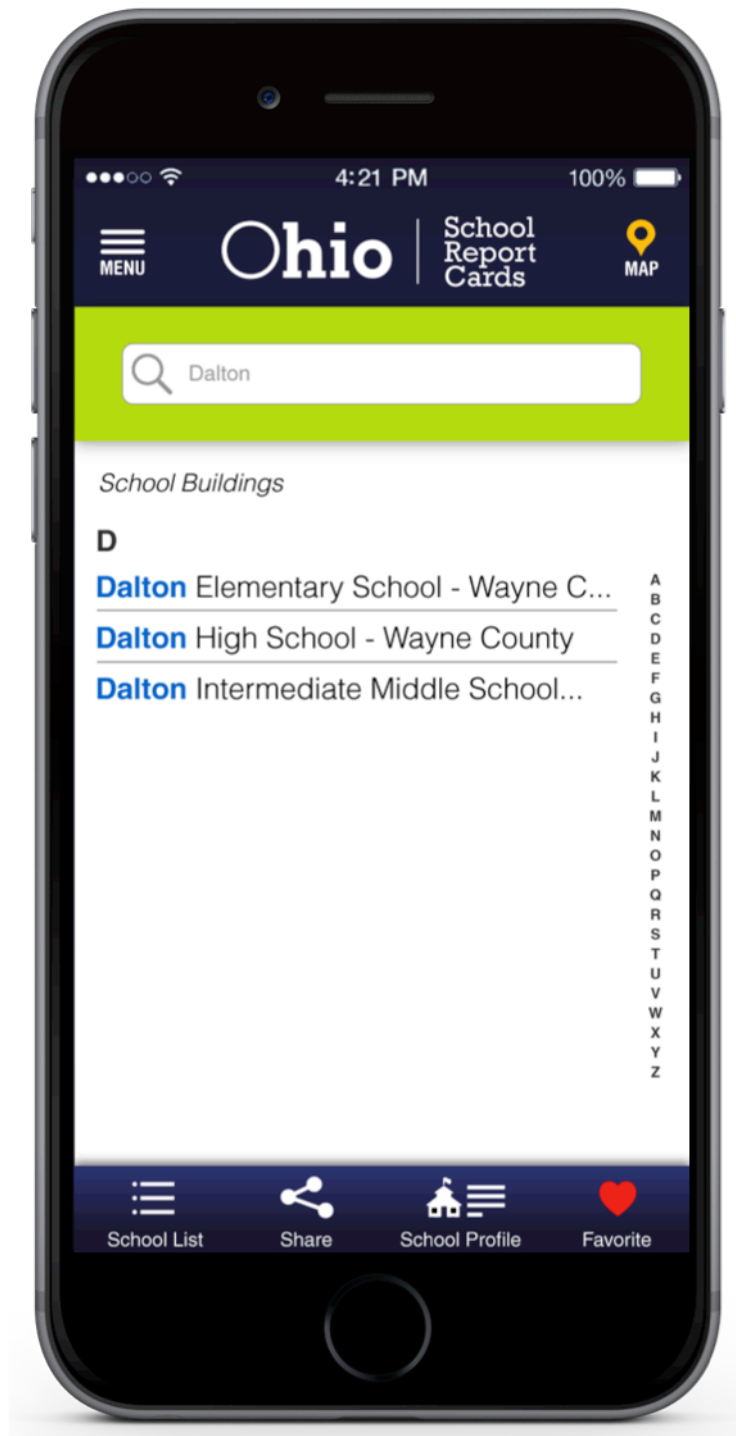 4:21 PM
100%
MENU
Ohio
School
Report
Cards
MAP
Dalton
School Buildings
D
Dalton Elementary School - Wayne C...
Dalton High School - Wayne County
Dalton Intermediate Middle School...
A
B
C
D
E
F
G
H
I
J
K
L
M
N
O
P
Q
R
S
T
U
V
W
X
Y
Z
School List
Share
School Profile
Favorite